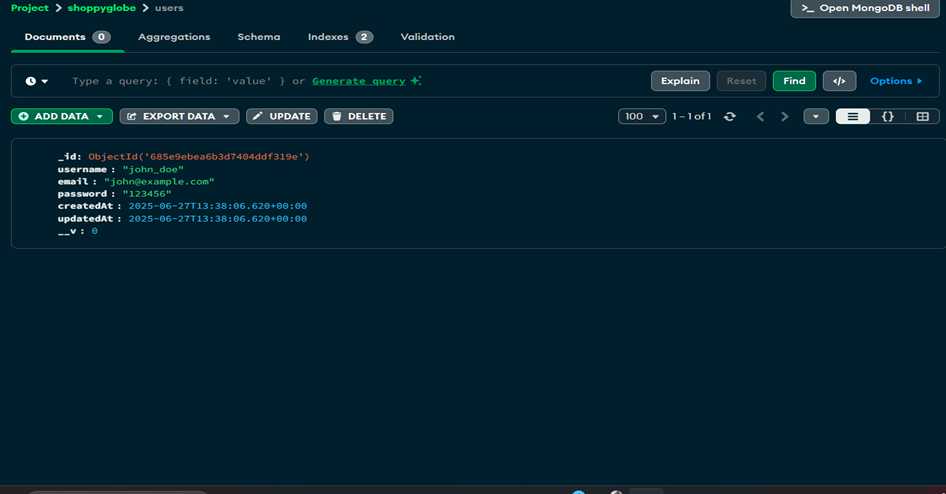 Project > shoppyglobe > users
>_ Open MongoDB shell
Documents 0 Aggregations Schema Indexes 2 Validation
Type a query: { field: 'value' } or Generate query
Explain Reset Find </> Options
ADD DATA EXPORT DATA UPDATE DELETE 100 1 – 1 of 1 {}
_id: ObjectId('685e9ebea6b3d7404ddf319e')
username : "john_doe"
email : "john@example.com"
password : "123456"
createdAt : 2025-06-27T13:38:06.620+00:00
updatedAt : 2025-06-27T13:38:06.620+00:00
__v : 0